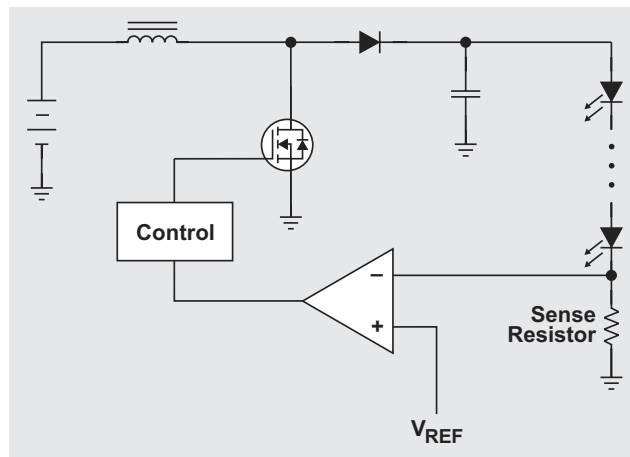 Control
−
+
Sense
Resistor
VREF